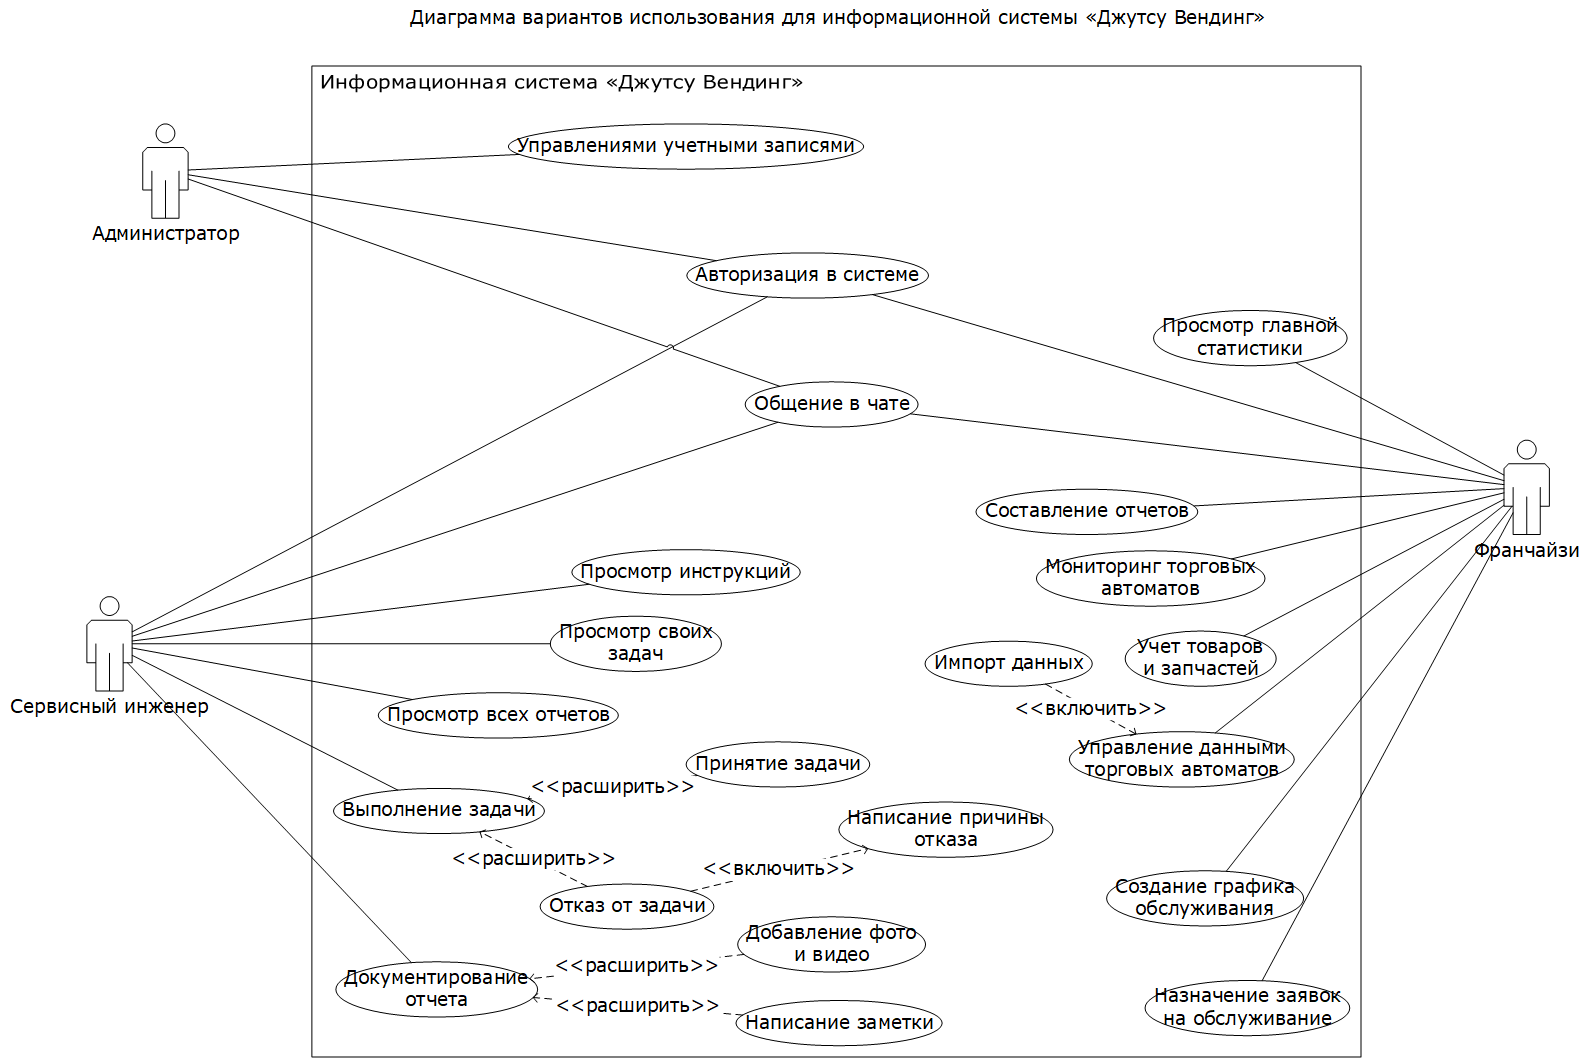 Диаграмма вариантов использования для информационной системы «Джутсу Вендинг»
Информационная система «Джутсу Вендинг»
Управлениями учетными записями
Администратор
Авторизация в системе
Просмотр главной
статистики
Общение в чате
Составление отчетов
Франчайзи
Мониторинг торговых
автоматов
Просмотр инструкций
Просмотр своих
задач
Учет товаров
и запчастей
Импорт данных
<<включить>>
Сервисный инженер
Просмотр всех отчетов
Управление данными
торговых автоматов
Принятие задачи
<<расширить>>
Выполнение задачи
Написание причины
отказа
<<расширить>>
<<включить>>
Отказ от задачи
Создание графика
обслуживания
Добавление фото
и видео
<<расширить>>
Документирование
отчета
<<расширить>>
Написание заметки
Назначение заявок
на обслуживание